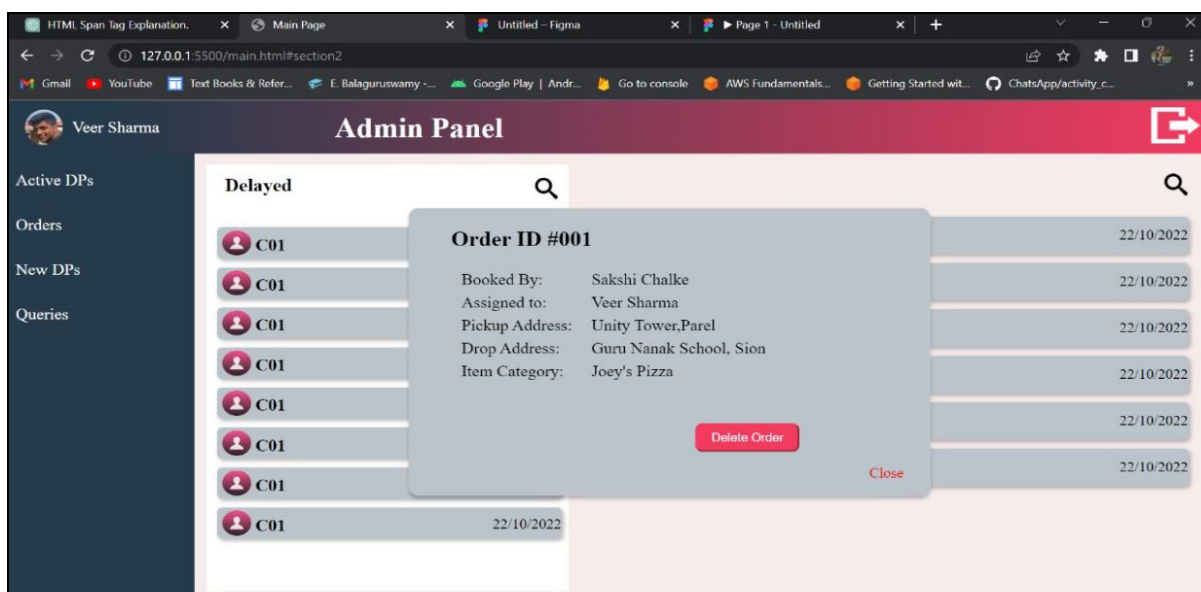 HTML Span Tag Explanation.
Main Page
Untitled – Figma
Page 1 - Untitled
127.0.0.1:5500/main.html#section2
Gmail
YouTube
Text Books & Refer...
E. Balaguruswamy -...
Google Play | Andr...
Go to console
AWS Fundamentals...
Getting Started wit...
ChatsApp/activity_c...
»
Veer Sharma
Admin Panel
Active DPs
Orders
New DPs
Queries
Delayed
C01
C01
C01
C01
C01
C01
C01
C01 22/10/2022
Order ID #001
Booked By: Sakshi Chalke
Assigned to: Veer Sharma
Pickup Address: Unity Tower,Parel
Drop Address: Guru Nanak School, Sion
Item Category: Joey's Pizza
Delete Order
Close
22/10/2022
22/10/2022
22/10/2022
22/10/2022
22/10/2022
22/10/2022